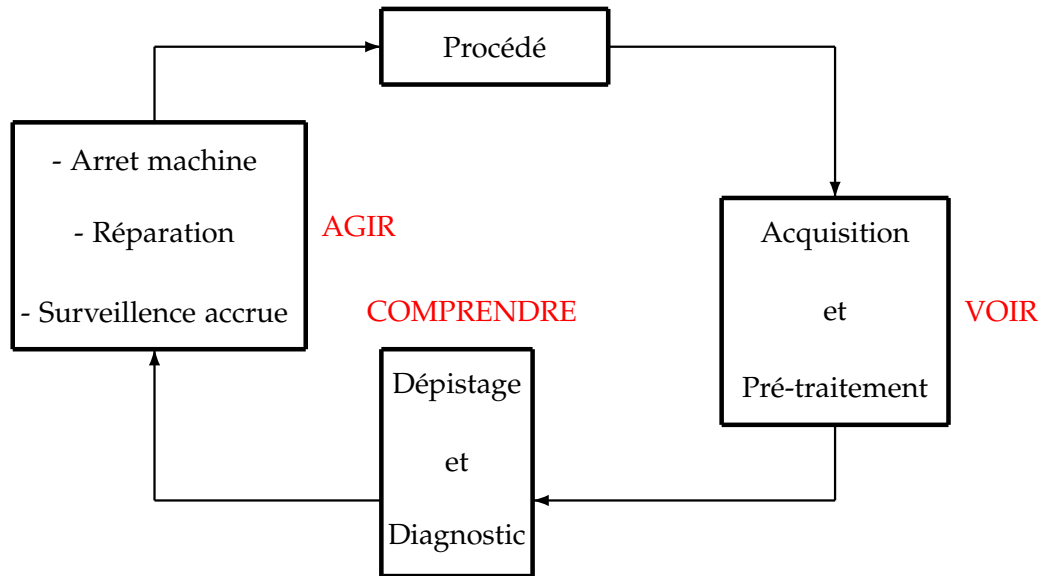 Procédé
- Arret machine
- Réparation
- Surveillence accrue
AGIR
Acquisition
et
Pré-traitement
VOIR
COMPRENDRE
Dépistage
et
Diagnostic